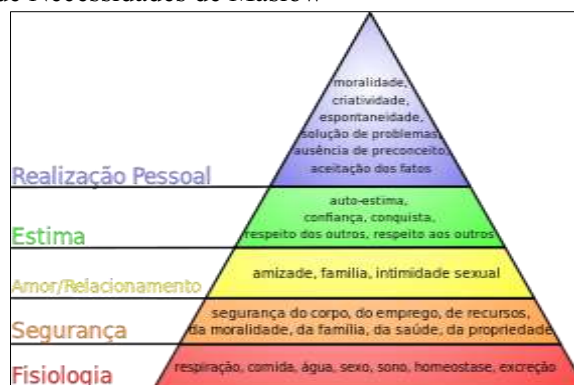 de Necessidades de Maslow
moralidade,
criatividade,
espontaneidade,
solução de problemas,
ausência de preconceito,
aceitação dos fatos
Realização Pessoal
auto-estima,
confiança, conquista,
respeito dos outros, respeito aos outros
Estima
amizade, família, intimidade sexual
Amor/Relacionamento
segurança do corpo, do emprego, de recursos,
da moralidade, da família, da saúde, da propriedade
Segurança
respiração, comida, água, sexo, sono, homeostase, excreção
Fisiologia